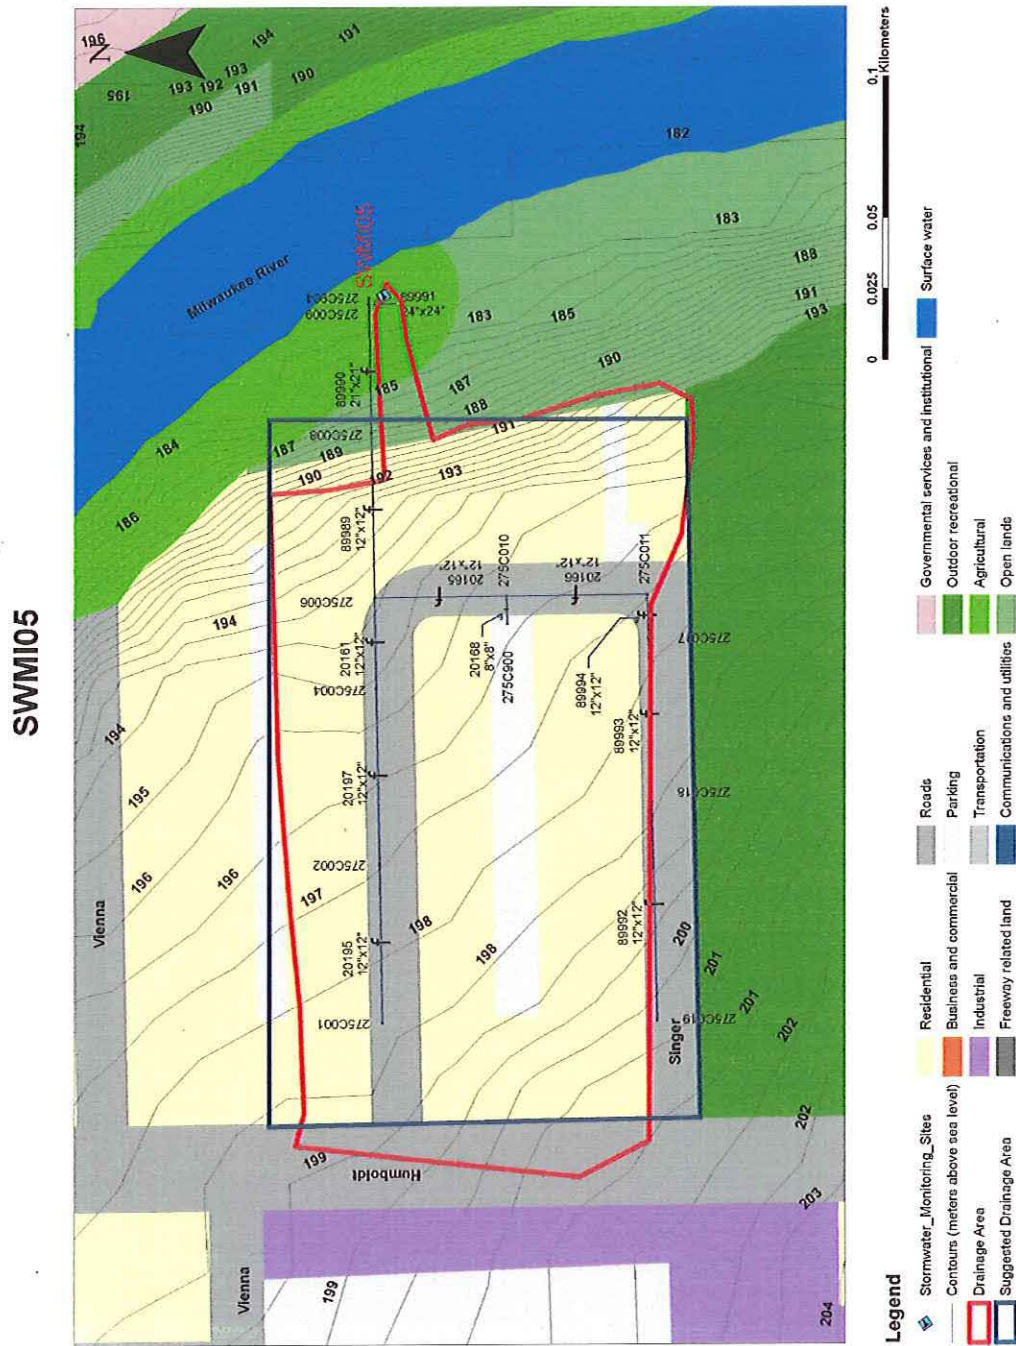 SWMI05
N
196
195
194
193
192
191
190
193
190
194
191
191
190
182
Milwaukee River
SWMI05
275C009
24"x24"
89990
21"x21"
183
183
185
188
191
193
184
186
187
189
190
275C008
185
187
188
190
191
192
193
89989
12"x12"
194
194
275C006
20165
12"x12"
275C010
20166
12"x12"
275C011
20161
12"x12"
275C004
20168
8"x8"
275C900
89994
12"x12"
89993
12"x12"
195
196
196
197
20197
12"x12"
275C002
198
198
20195
12"x12"
275C001
89992
12"x12"
200
201
201
202
202
203
204
275C019
Singer
Vienna
Humboldt
199
Vienna
199
0
0.025
0.05
0.1
Kilometers
Legend
Stormwater_Monitoring_Sites
Contours (meters above sea level)
Drainage Area
Suggested Drainage Area
Residential
Business and commercial
Industrial
Freeway related land
Roads
Parking
Transportation
Communications and utilities
Governmental services and institutional
Outdoor recreational
Agricultural
Open lands
Surface water